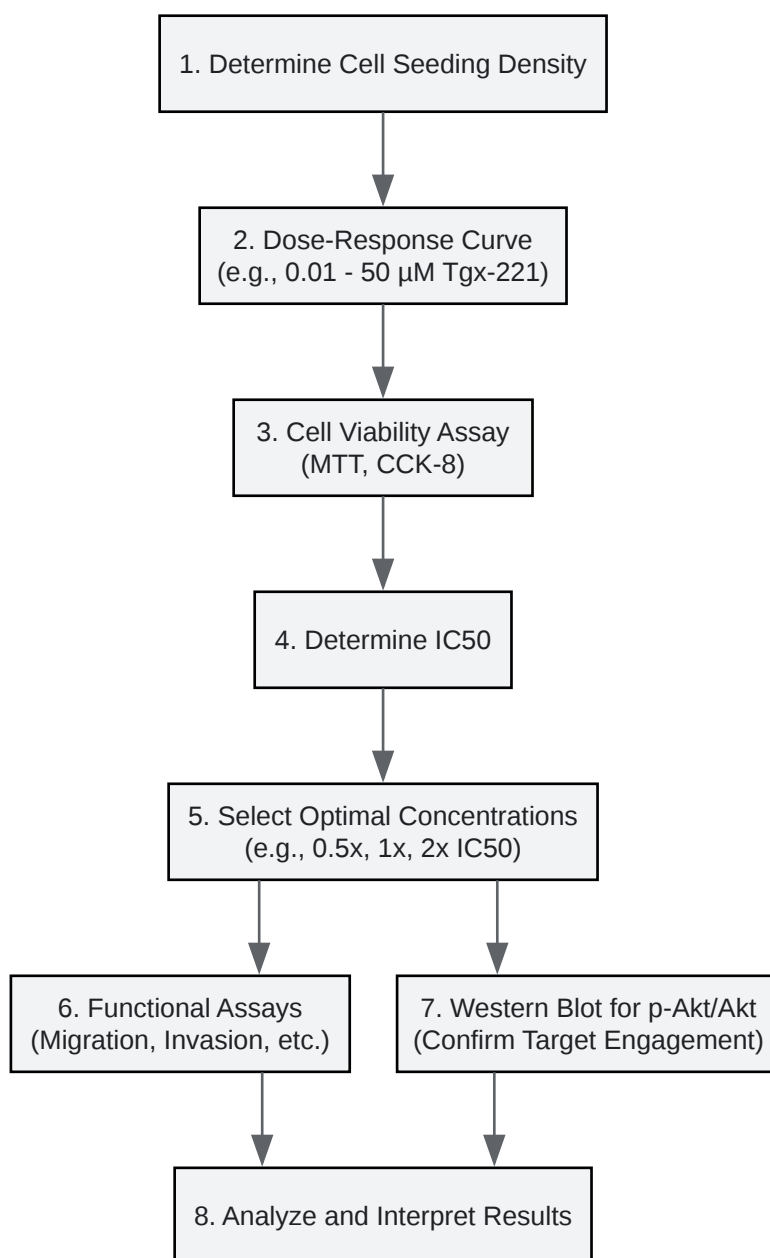 1. Determine Cell Seeding Density
2. Dose-Response Curve
(e.g., 0.01 - 50 µM Tgx-221)
3. Cell Viability Assay
(MTT, CCK-8)
4. Determine IC50
5. Select Optimal Concentrations
(e.g., 0.5x, 1x, 2x IC50)
6. Functional Assays
(Migration, Invasion, etc.)
7. Western Blot for p-Akt/Akt
(Confirm Target Engagement)
8. Analyze and Interpret Results